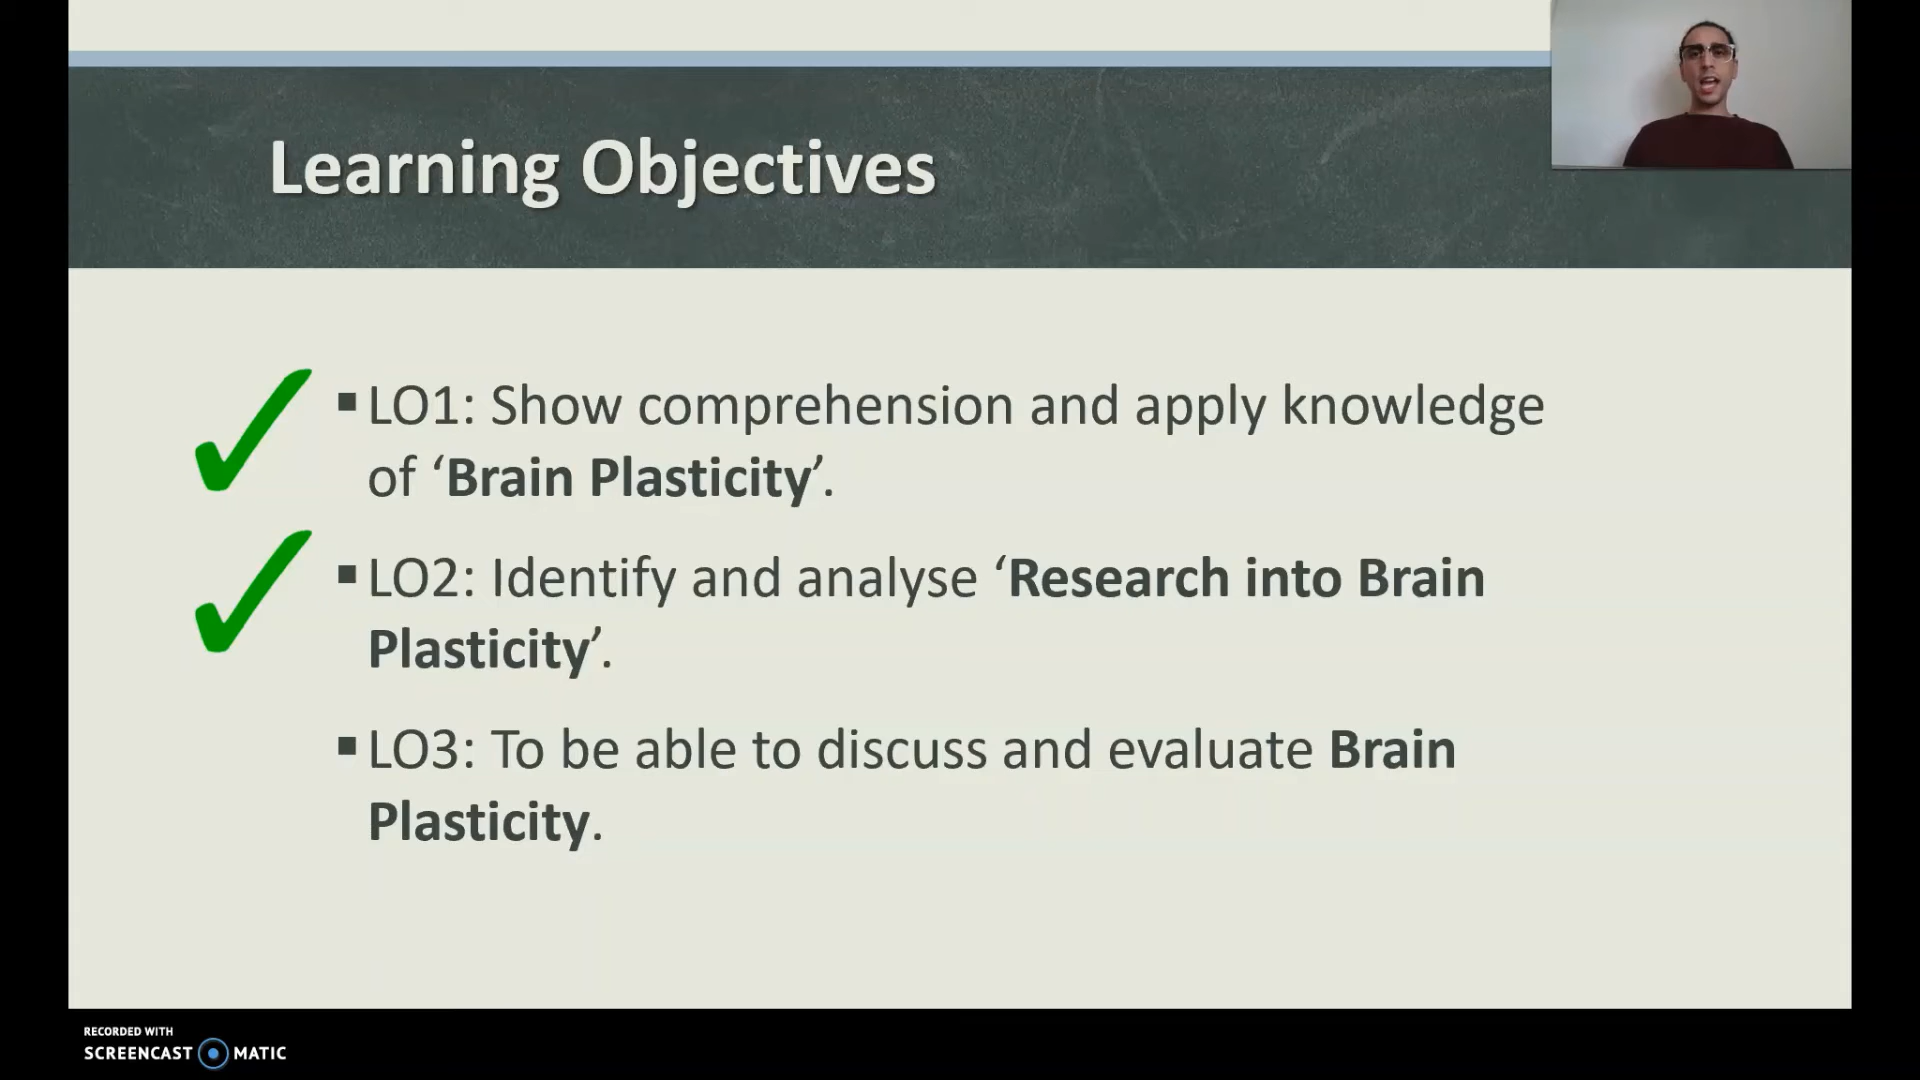 Learning Objectives
▪LO1: Show comprehension and apply knowledge
of ‘Brain Plasticity’.
▪LO2: Identify and analyse ‘Research into Brain
Plasticity’.
▪LO3: To be able to discuss and evaluate Brain
Plasticity.
RECORDED WITH
SCREENCAST MATIC